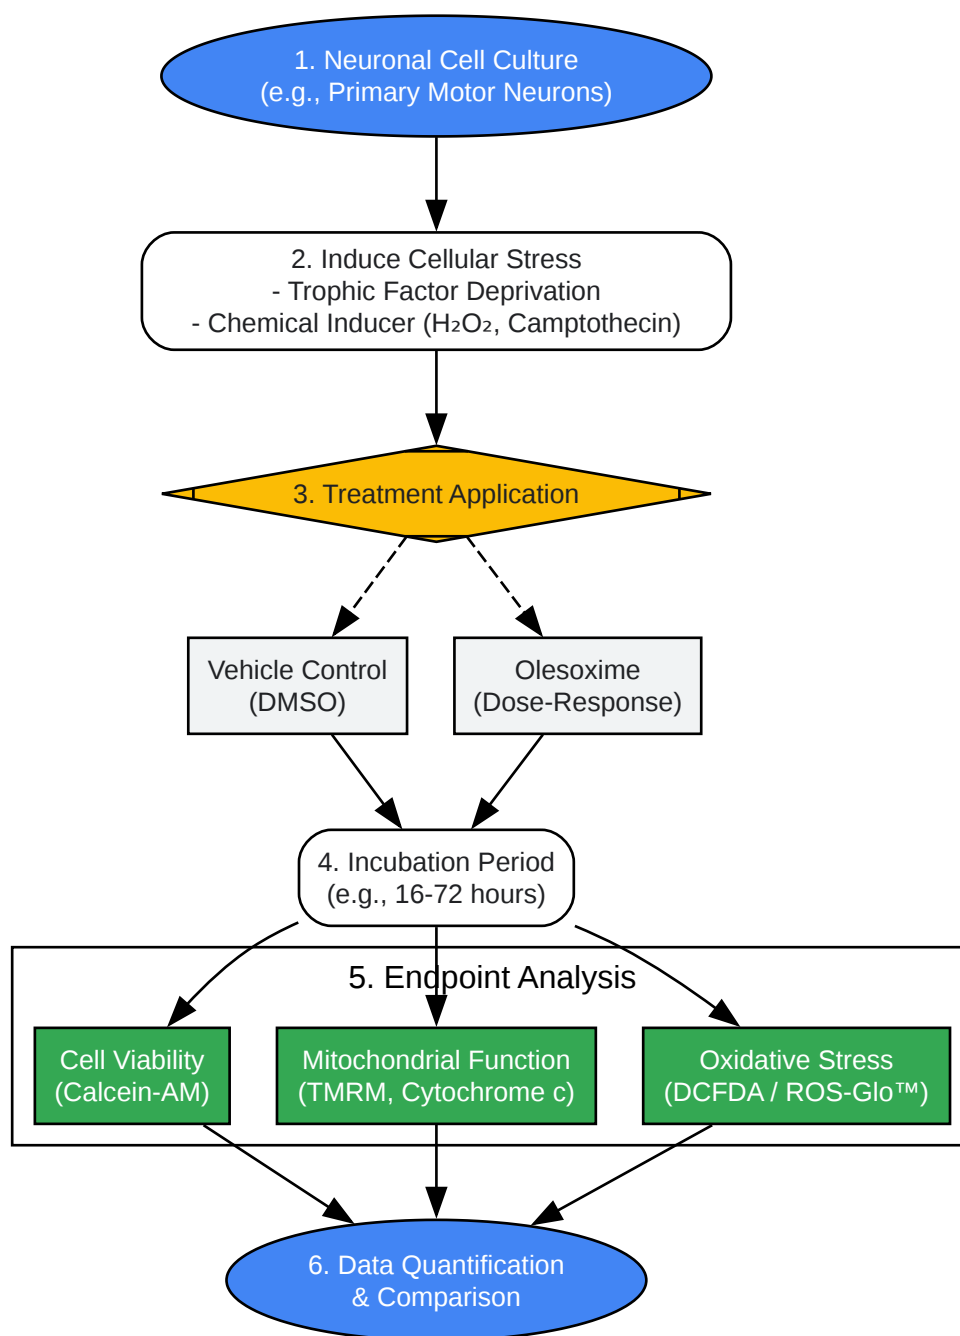 1. Neuronal Cell Culture
(e.g., Primary Motor Neurons)
2. Induce Cellular Stress
- Trophic Factor Deprivation
- Chemical Inducer (H₂O₂, Camptothecin)
3. Treatment Application
Vehicle Control
(DMSO)
Olesoxime
(Dose-Response)
4. Incubation Period
(e.g., 16-72 hours)
5. Endpoint Analysis
Cell Viability
(Calcein-AM)
Mitochondrial Function
(TMRM, Cytochrome c)
Oxidative Stress
(DCFDA / ROS-Glo™)
6. Data Quantification
& Comparison